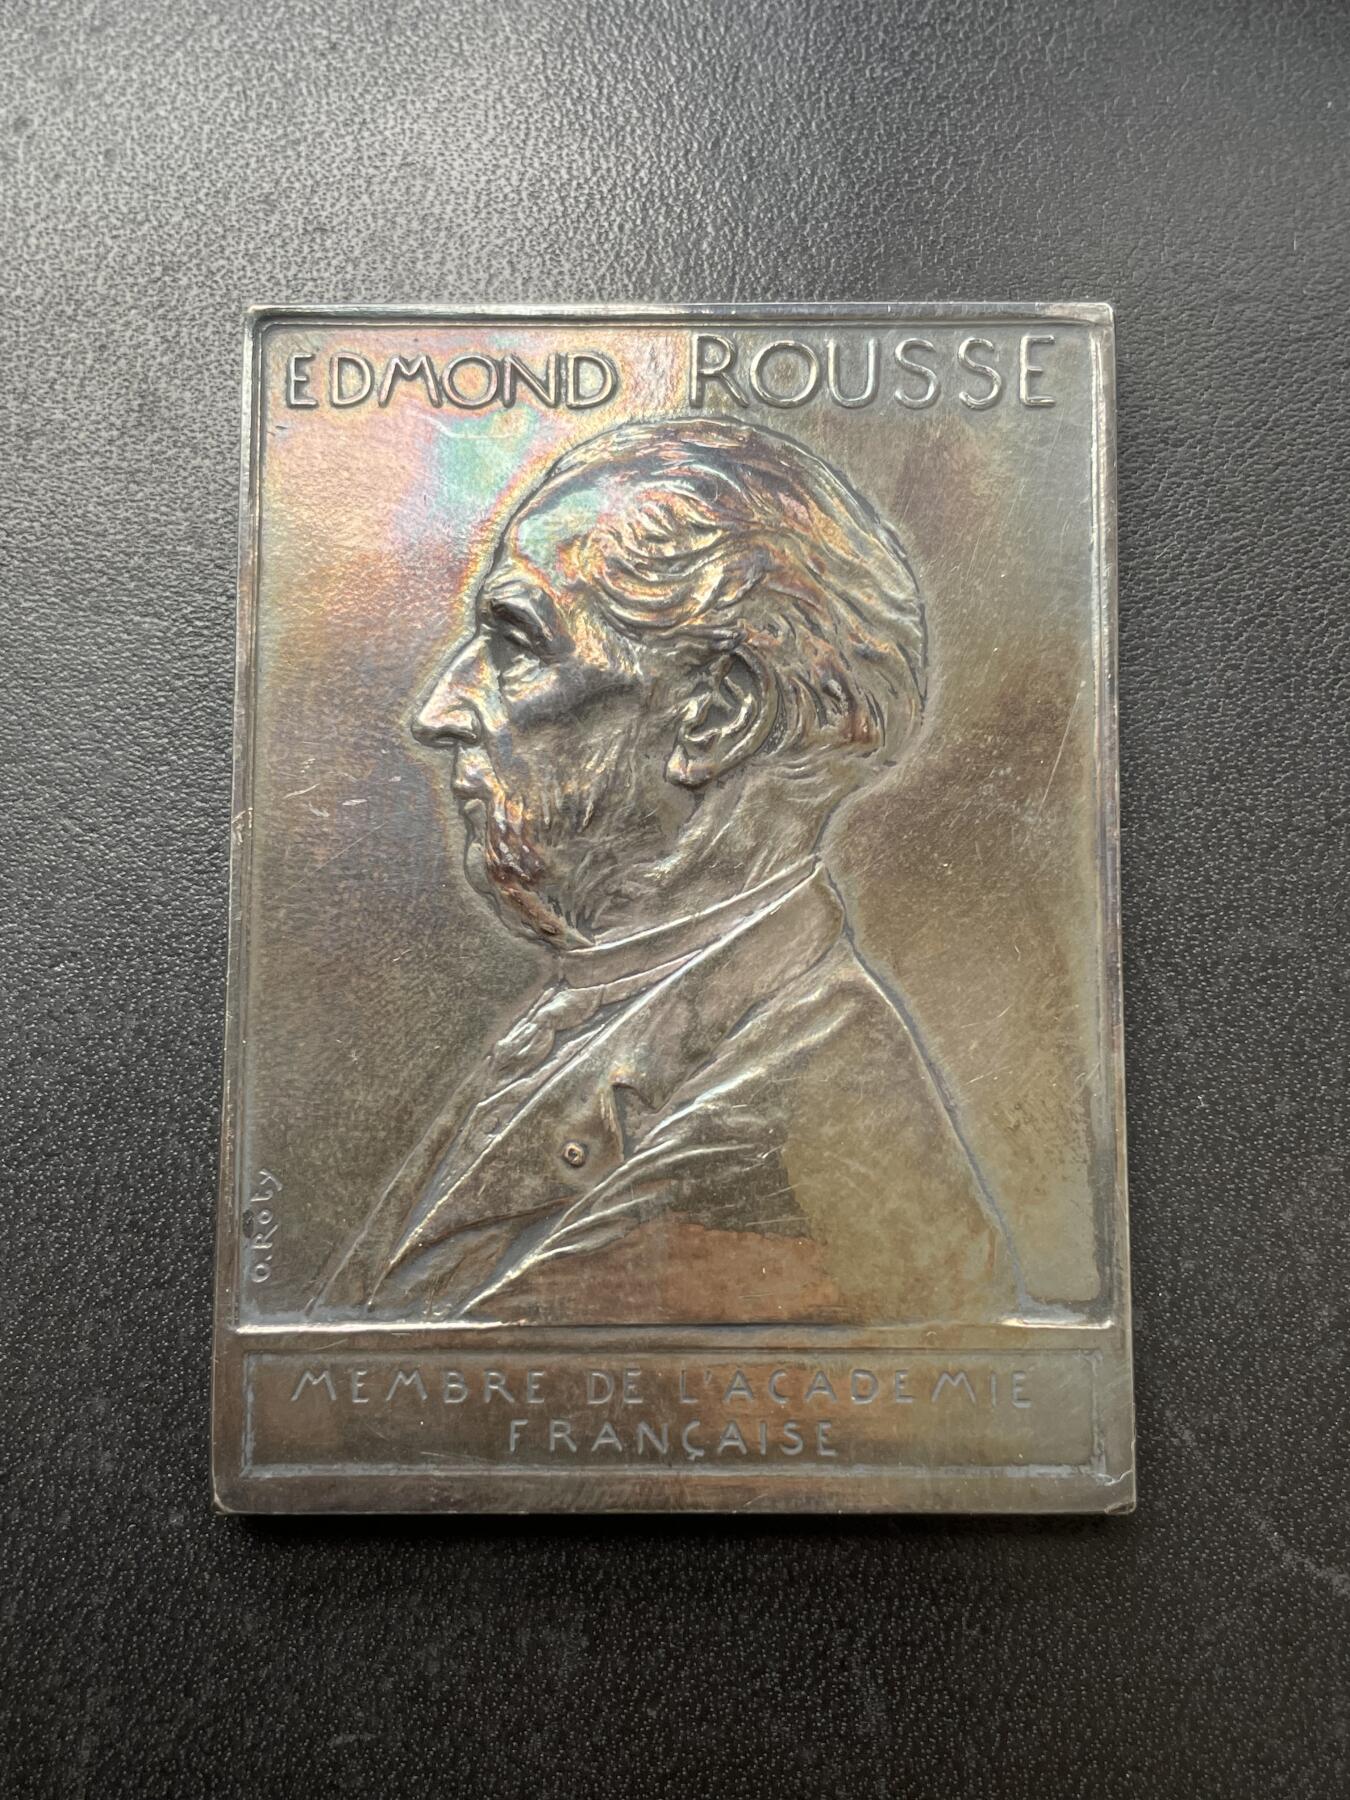 EDMOND ROUSSE
O. Roty
MEMBRE DE L'ACADEMIE
FRANÇAISE